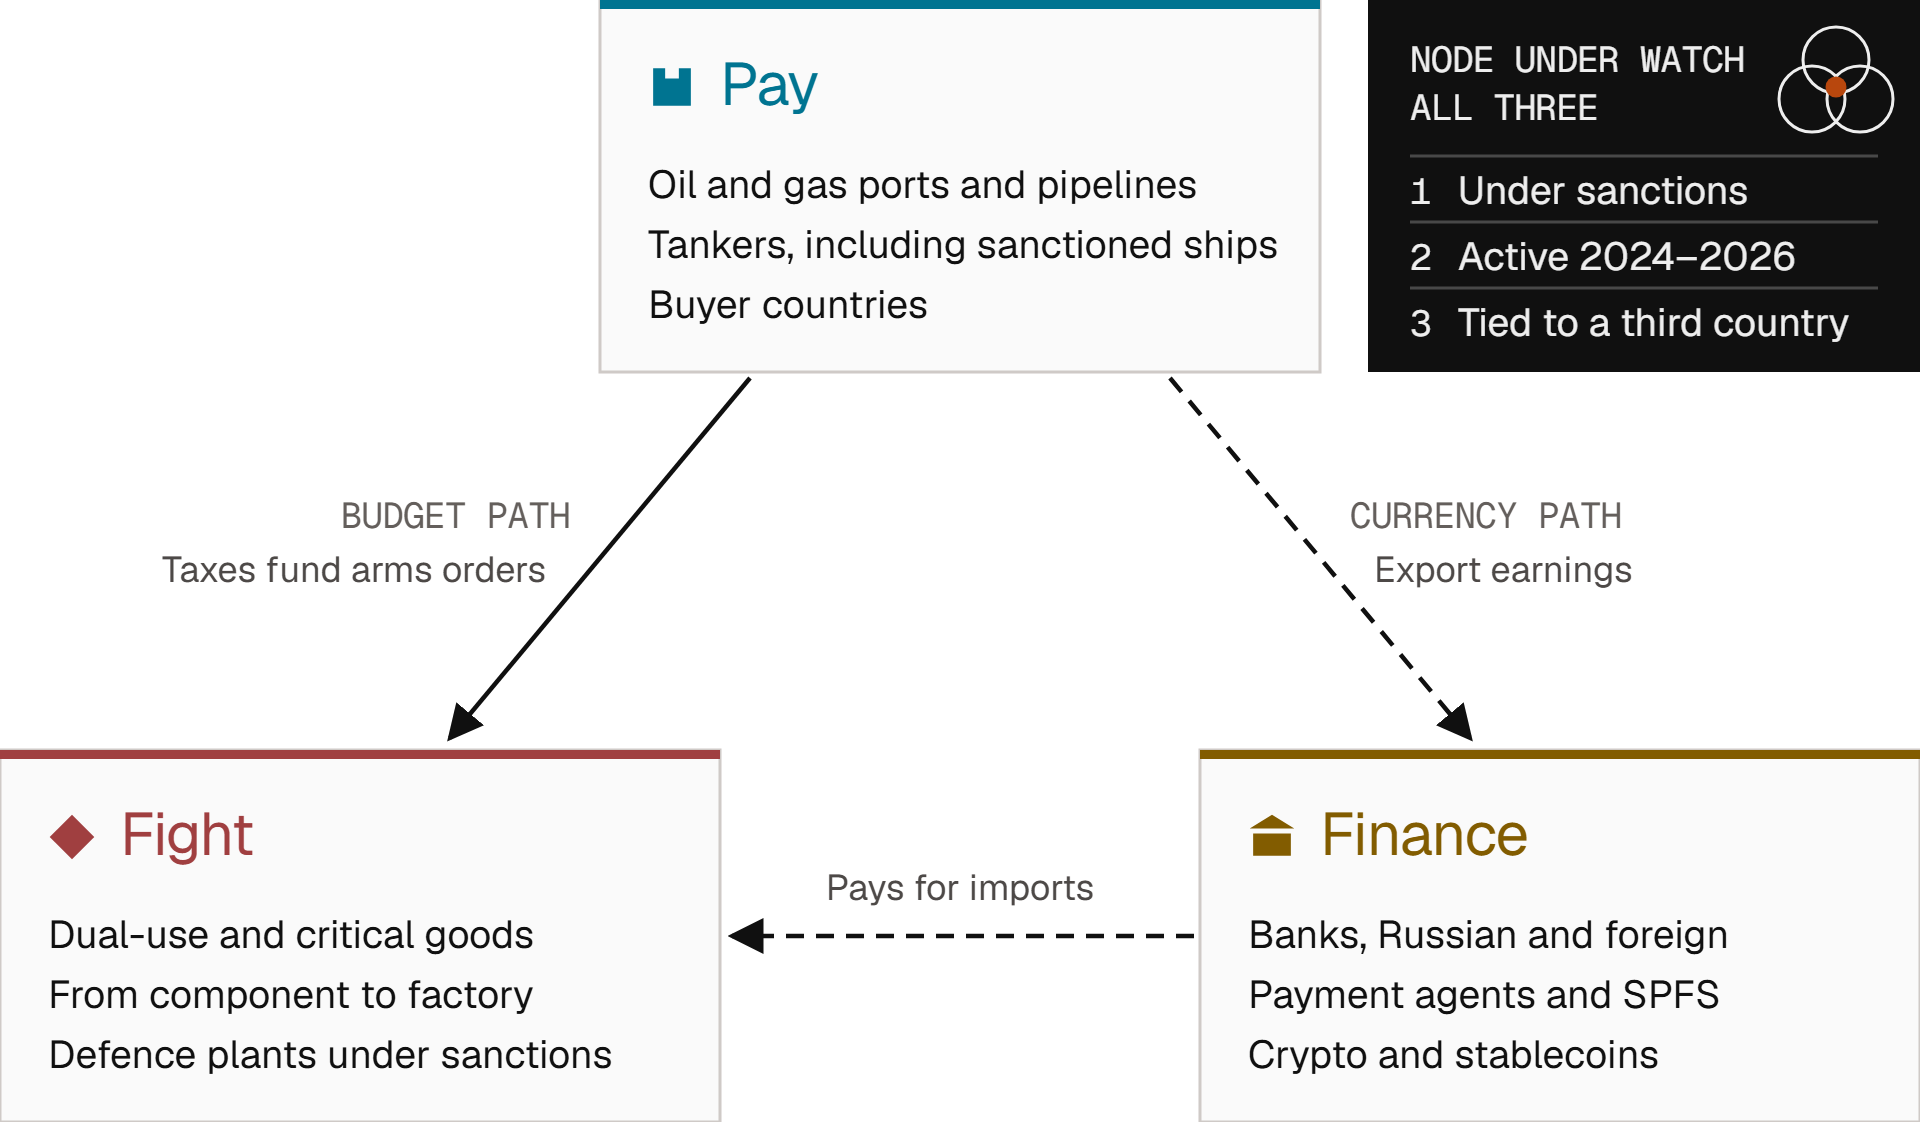 Pay
Oil and gas ports and pipelines
Tankers, including sanctioned ships
Buyer countries
NODE UNDER WATCH
ALL THREE
1 Under sanctions
2 Active 2024–2026
3 Tied to a third country
BUDGET PATH
Taxes fund arms orders
CURRENCY PATH
Export earnings
Fight
Dual-use and critical goods
From component to factory
Defence plants under sanctions
Pays for imports
Finance
Banks, Russian and foreign
Payment agents and SPFS
Crypto and stablecoins